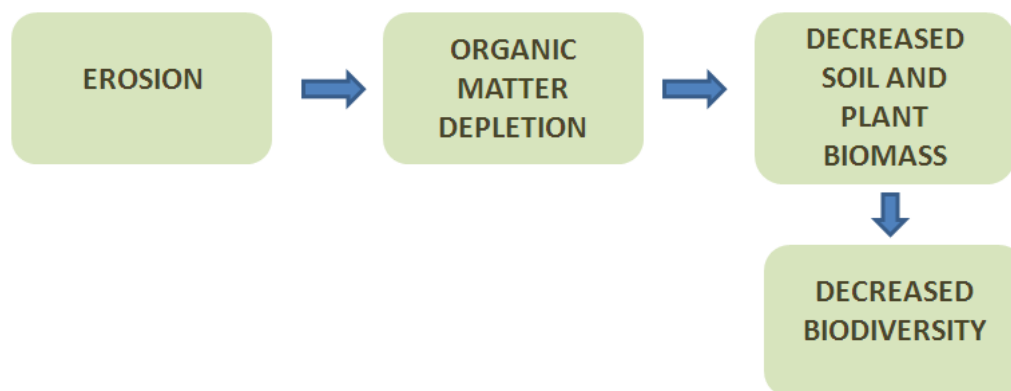 EROSION
ORGANIC
MATTER
DEPLETION
DECREASED
SOIL AND
PLANT
BIOMASS
DECREASED
BIODIVERSITY